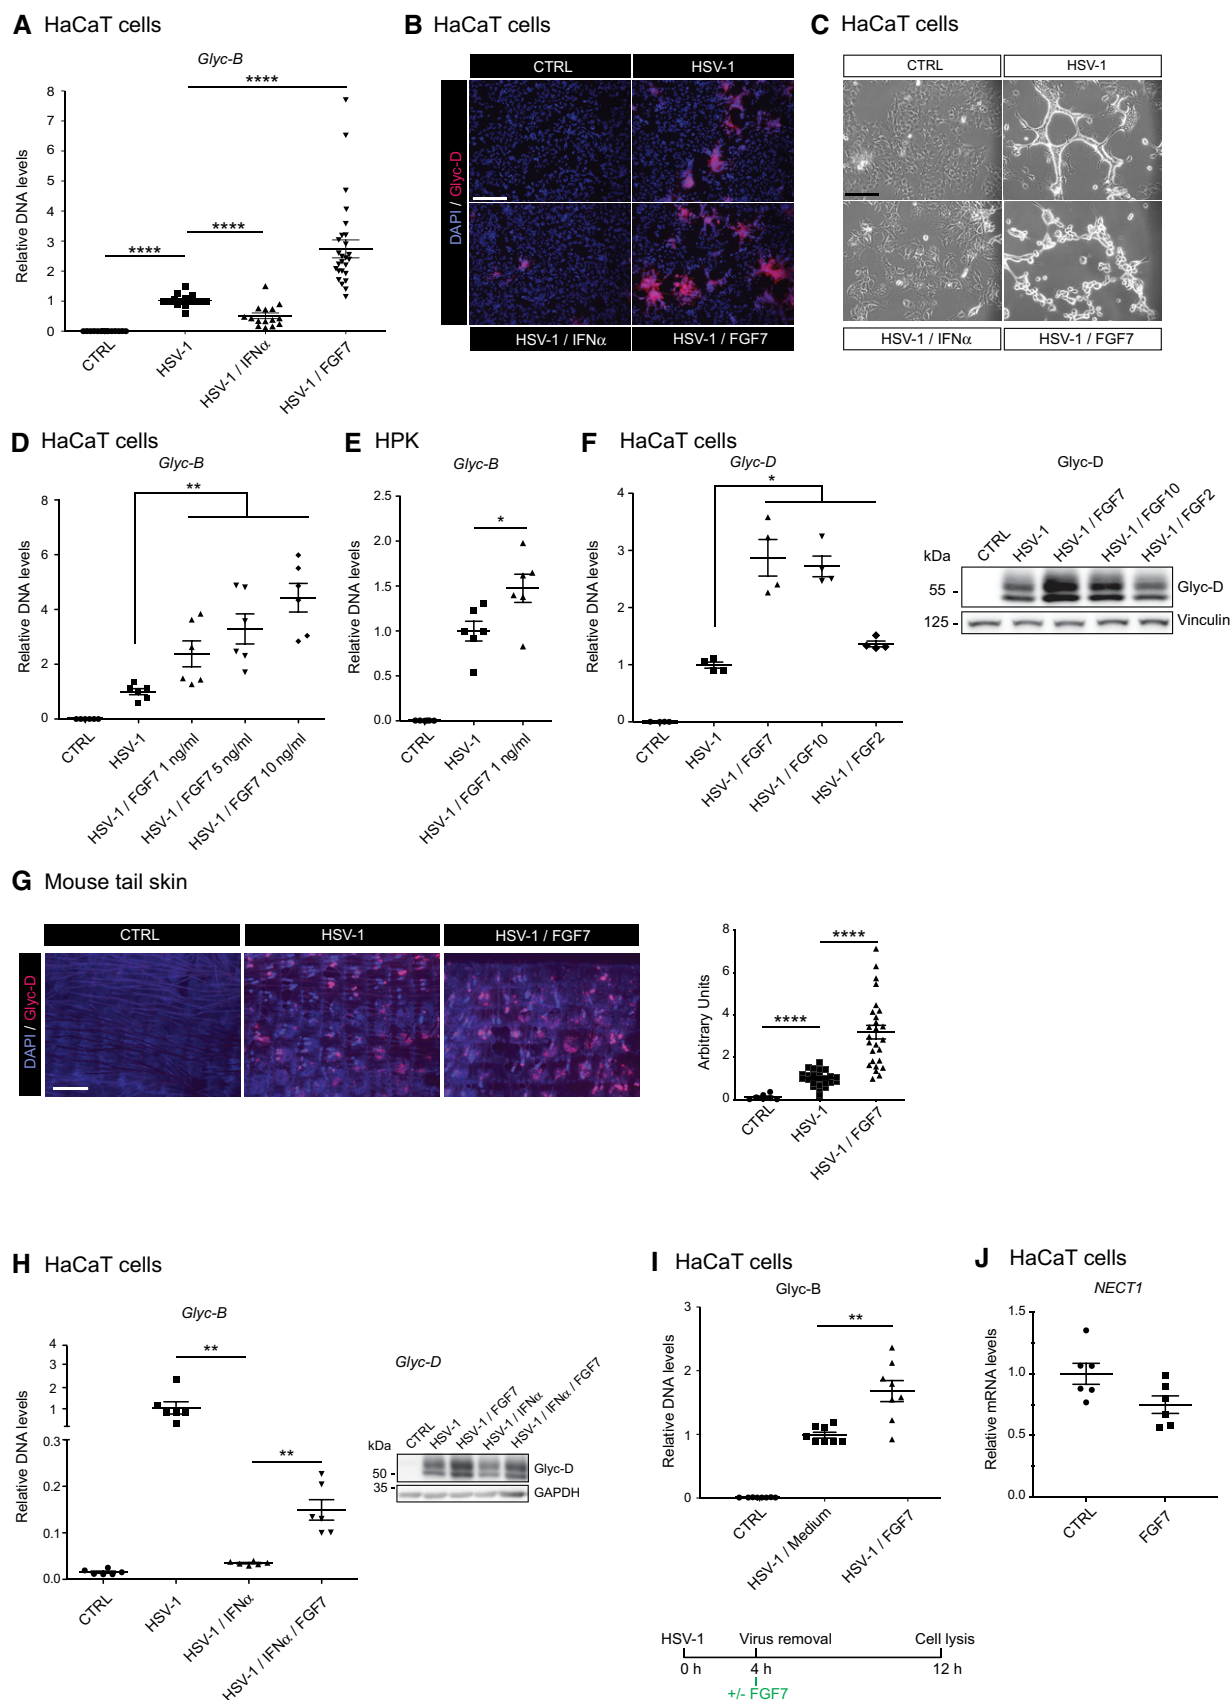 A HaCaT cells
Glyc-B
Relative DNA levels
8
7
6
5
4
3
2
1
0
****
****
****
CTRL
HSV-1
HSV-1 / IFNα
HSV-1 / FGF7
B HaCaT cells
CTRL HSV-1
DAPI / Glyc-D
HSV-1 / IFNα HSV-1 / FGF7
C HaCaT cells
CTRL HSV-1
HSV-1 / IFNα HSV-1 / FGF7
D HaCaT cells
Glyc-B
Relative DNA levels
8
6
4
2
0
**
CTRL
HSV-1
HSV-1 / FGF7 1 ng/ml
HSV-1 / FGF7 5 ng/ml
HSV-1 / FGF7 10 ng/ml
E HPK
Glyc-B
Relative DNA levels
2.5
2.0
1.5
1.0
0.5
0.0
*
CTRL
HSV-1
HSV-1 / FGF7 1 ng/ml
F HaCaT cells
Glyc-D
Relative DNA levels
4
3
2
1
0
*
CTRL
HSV-1
HSV-1 / FGF7
HSV-1 / FGF10
HSV-1 / FGF2
Glyc-D
CTRL
HSV-1
HSV-1 / FGF7
HSV-1 / FGF10
HSV-1 / FGF2
kDa
55
Glyc-D
125
Vinculin
G Mouse tail skin
CTRL HSV-1 HSV-1 / FGF7
DAPI / Glyc-D
Arbitrary Units
8
6
4
2
0
****
****
CTRL
HSV-1
HSV-1 / FGF7
H HaCaT cells
Glyc-B
Relative DNA levels
4
3
2
1
0.3
0.2
0.1
0.0
**
**
CTRL
HSV-1
HSV-1 / IFNα
HSV-1 / IFNα / FGF7
Glyc-D
CTRL
HSV-1
HSV-1 / FGF7
HSV-1 / IFNα
HSV-1 / IFNα / FGF7
kDa
50
Glyc-D
35
GAPDH
I HaCaT cells
Glyc-B
Relative DNA levels
3
2
1
0
**
CTRL
HSV-1 / Medium
HSV-1 / FGF7
HSV-1 Virus removal Cell lysis
0 h 4 h 12 h
+/- FGF7
J HaCaT cells
NECT1
Relative mRNA levels
1.5
1.0
0.5
0.0
CTRL
FGF7